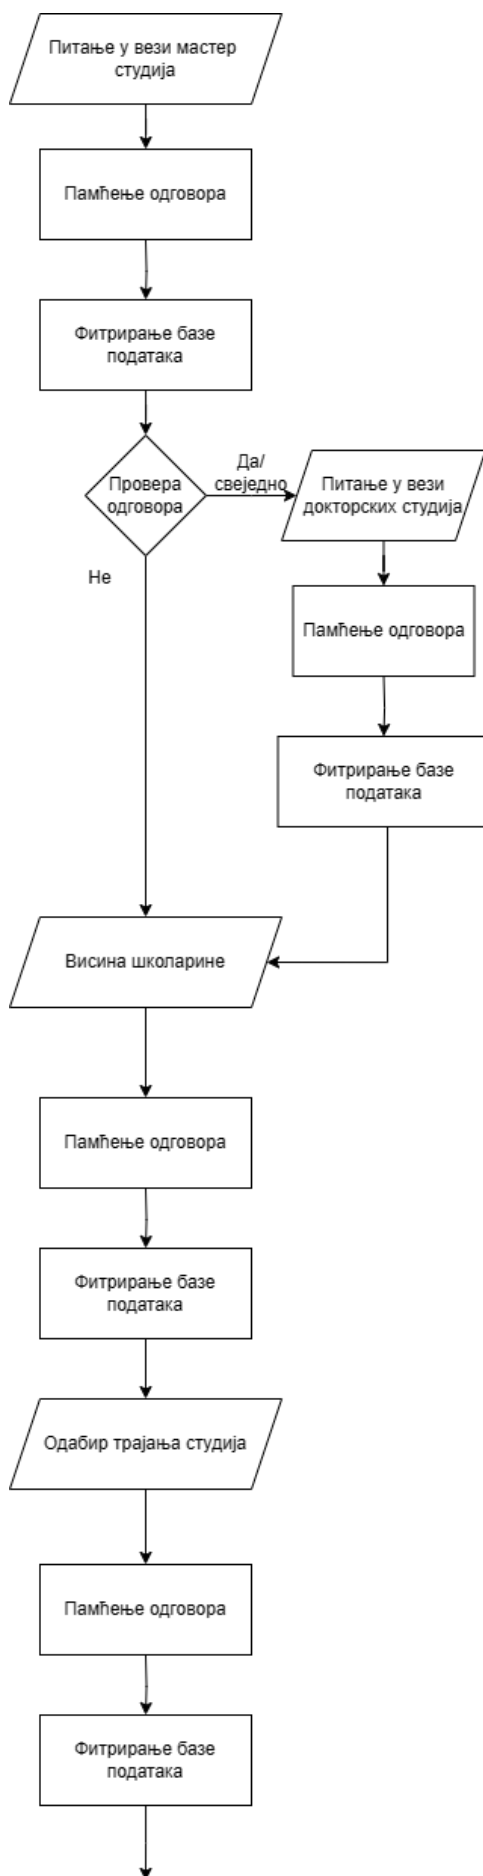 Питање у вези мастер
студија
Памћење одговора
Фитрирање базе
података
Провера
одговора
Да/
свеједно
Не
Питање у вези
докторских студија
Памћење одговора
Фитрирање базе
података
Висина школарине
Памћење одговора
Фитрирање базе
података
Одабир трајања студија
Памћење одговора
Фитрирање базе
података